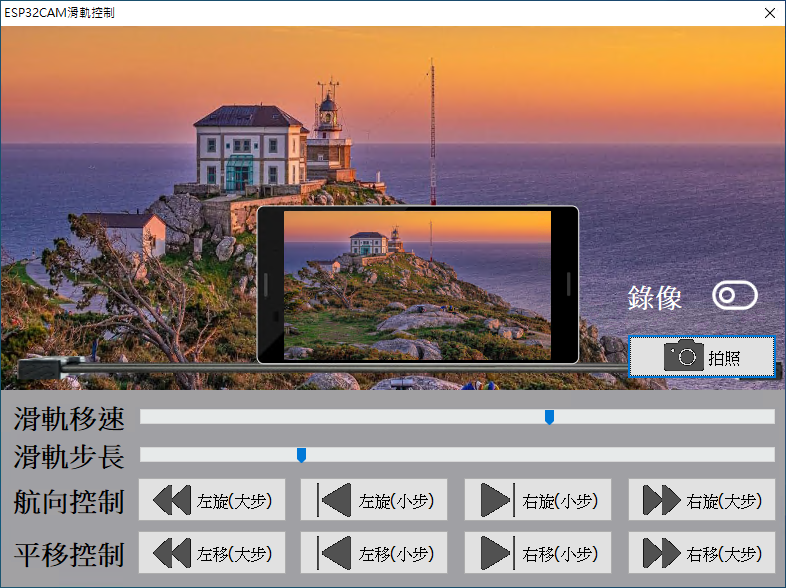 ESP32CAM滑軌控制
錄像
拍照
滑軌移速
滑軌步長
航向控制 左旋(大步) 左旋(小步) 右旋(小步) 右旋(大步)
平移控制 左移(大步) 左移(小步) 右移(小步) 右移(大步)